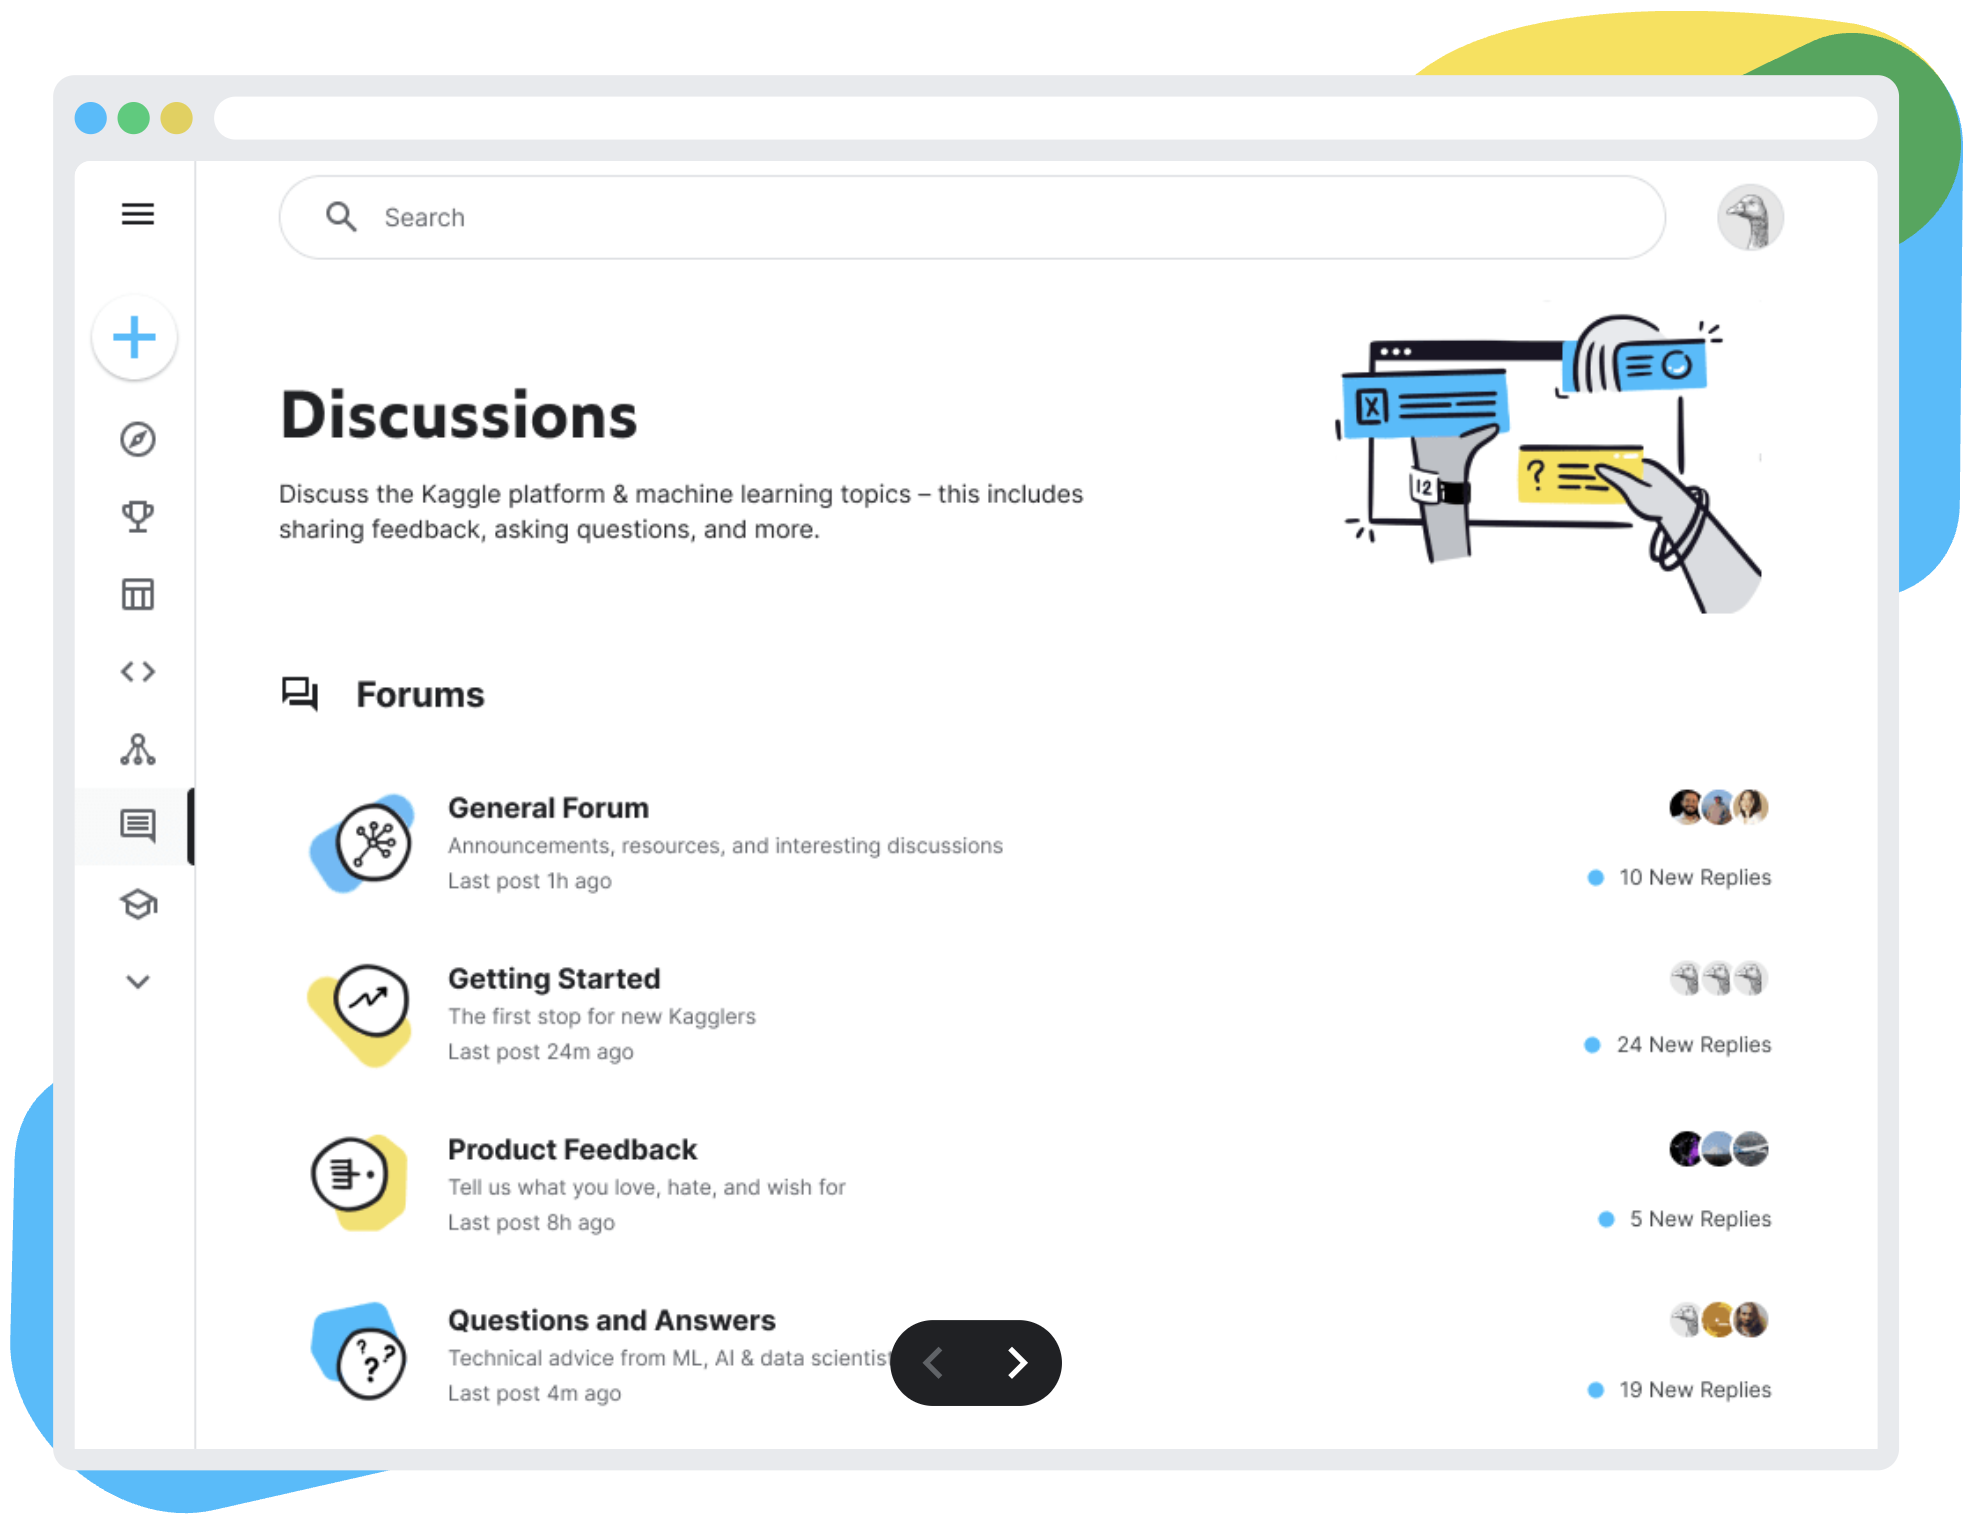 Search
Discussions
Discuss the Kaggle platform & machine learning topics – this includes
sharing feedback, asking questions, and more.
X
?
12
Forums
General Forum
Announcements, resources, and interesting discussions
Last post 1h ago
10 New Replies
Getting Started
The first stop for new Kagglers
Last post 24m ago
24 New Replies
Product Feedback
Tell us what you love, hate, and wish for
Last post 8h ago
5 New Replies
? ? ?
Questions and Answers
Technical advice from ML, AI & data
Last post 4m ago
19 New Replies